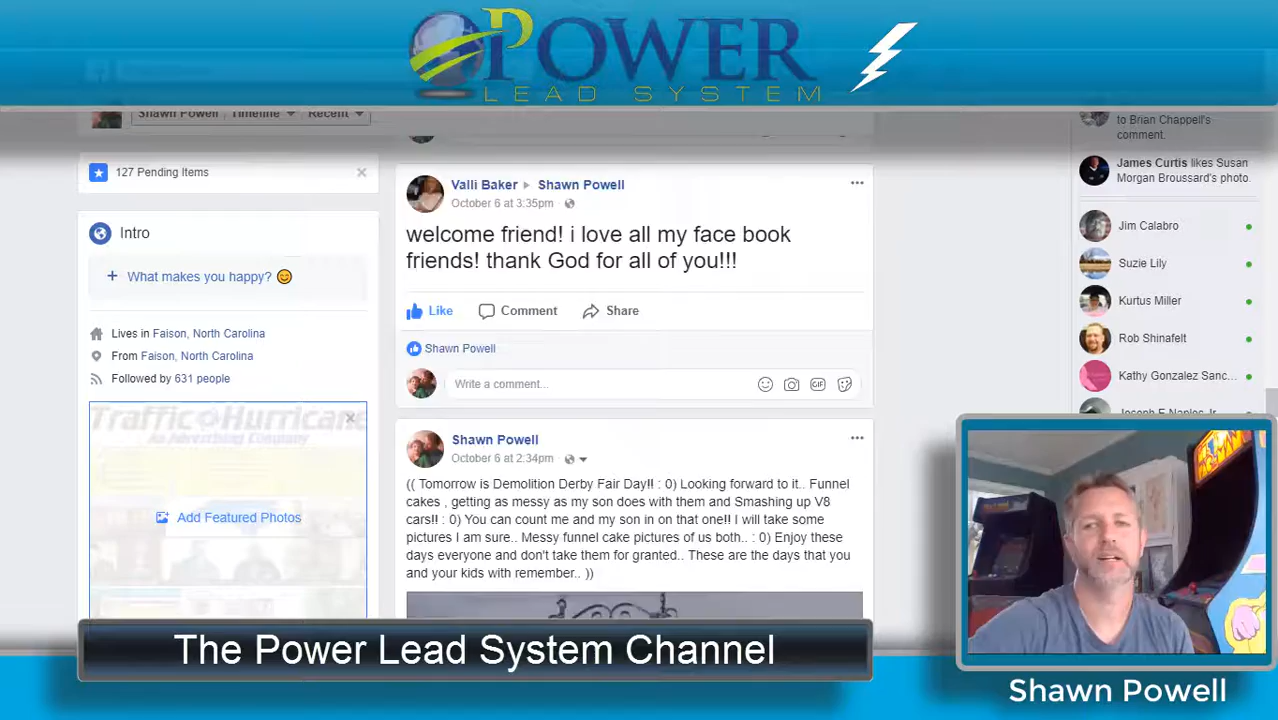 POWER
LEAD SYSTEM
Shawn Powell Timeline Recent
127 Pending Items
Intro
+ What makes you happy? 😊
Lives in Faison, North Carolina
From Faison, North Carolina
Followed by 631 people
Traffic Hurricane
An Advertising Company
Add Featured Photos
Valli Baker ▸ Shawn Powell
October 6 at 3:35pm
welcome friend! i love all my face book
friends! thank God for all of you!!!
Like Comment Share
Shawn Powell
Write a comment...
GIF
Shawn Powell
October 6 at 2:34pm
(( Tomorrow is Demolition Derby Fair Day!! : 0) Looking forward to it.. Funnel
cakes , getting as messy as my son does with them and Smashing up V8
cars!! : 0) You can count me and my son in on that one!! I will take some
pictures I am sure.. Messy funnel cake pictures of us both.. : 0) Enjoy these
days everyone and don't take them for granted.. These are the days that you
and your kids with remember.. ))
to Brian Chappell's
comment.
James Curtis likes Susan
Morgan Broussard's photo.
Jim Calabro
Suzie Lily
Kurtus Miller
Rob Shinafelt
Kathy Gonzalez Sanc...
Joseph F Naples Jr
The Power Lead System Channel
Shawn Powell